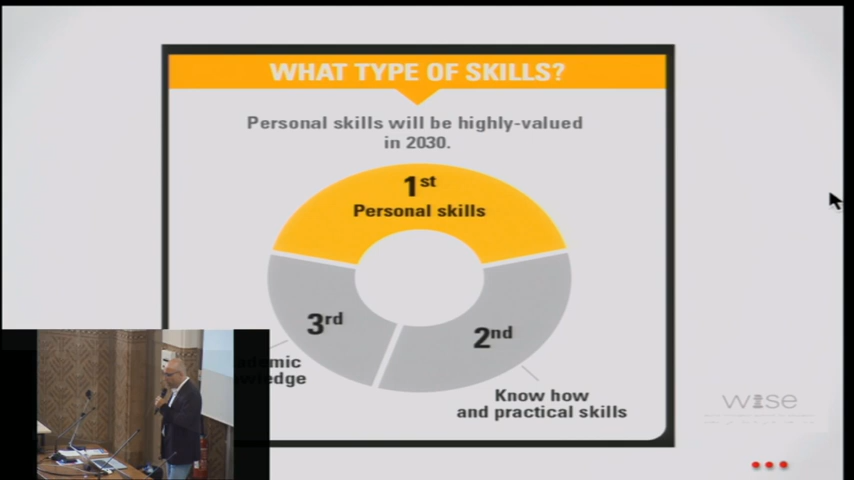 WHAT TYPE OF SKILLS?
Personal skills will be highly-valued
in 2030.
1st
Personal skills
3rd
2nd
Know how
and practical skills
wise